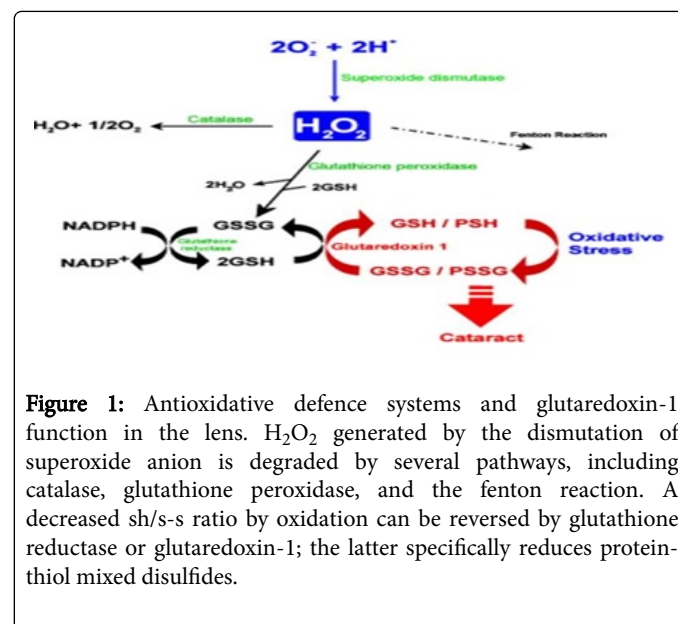 2O₂⁻ + 2H⁺
Superoxide dismutase
H₂O+ 1/2O₂
Catalase
H₂O₂
Fenton Reaction
Glutathione peroxidase
2H₂O
2GSH
NADPH
GSSG
GSH / PSH
Glutathione
reductase
Glutaredoxin 1
Oxidative
Stress
NADP⁺
2GSH
GSSG / PSSG
Cataract
Figure 1: Antioxidative defence systems and glutaredoxin-1
function in the lens. H₂O₂ generated by the dismutation of
superoxide anion is degraded by several pathways, including
catalase, glutathione peroxidase, and the fenton reaction. A
decreased sh/s-s ratio by oxidation can be reversed by glutathione
reductase or glutaredoxin-1; the latter specifically reduces protein-
thiol mixed disulfides.